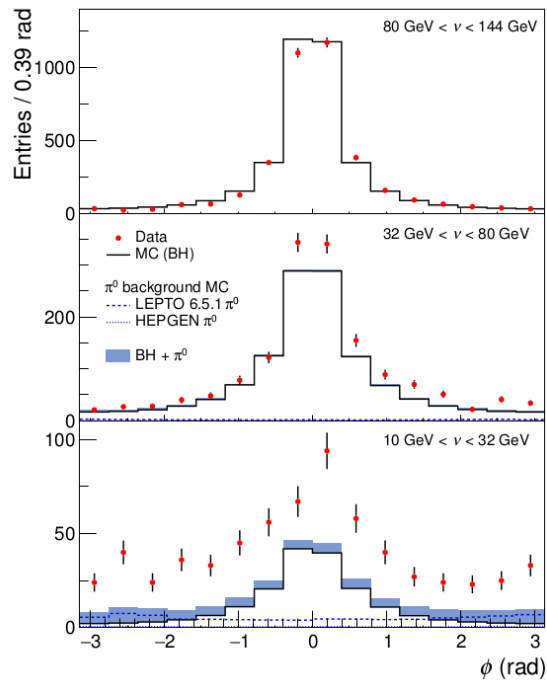 Entries / 0.39 rad
80 GeV < ν < 144 GeV
1000
500
0
Data
MC (BH)
π⁰ background MC
LEPTO 6.5.1 π⁰
HEPGEN π⁰
BH + π⁰
32 GeV < ν < 80 GeV
200
0
10 GeV < ν < 32 GeV
100
50
0
−3 −2 −1 0 1 2 3
ϕ (rad)